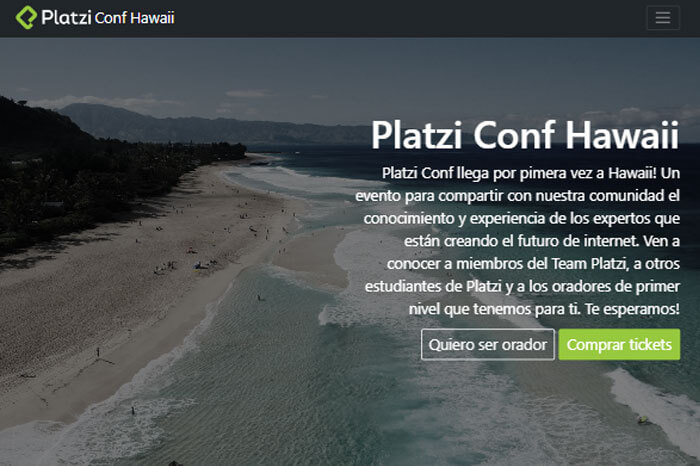 Platzi Conf Hawaii
Platzi Conf Hawaii
Platzi Conf llega por pimera vez a Hawaii! Un
evento para compartir con nuestra comunidad el
conocimiento y experiencia de los expertos que
están creando el futuro de internet. Ven a
conocer a miembros del Team Platzi, a otros
estudiantes de Platzi y a los oradores de primer
nivel que tenemos para ti. Te esperamos!
Quiero ser orador Comprar tickets